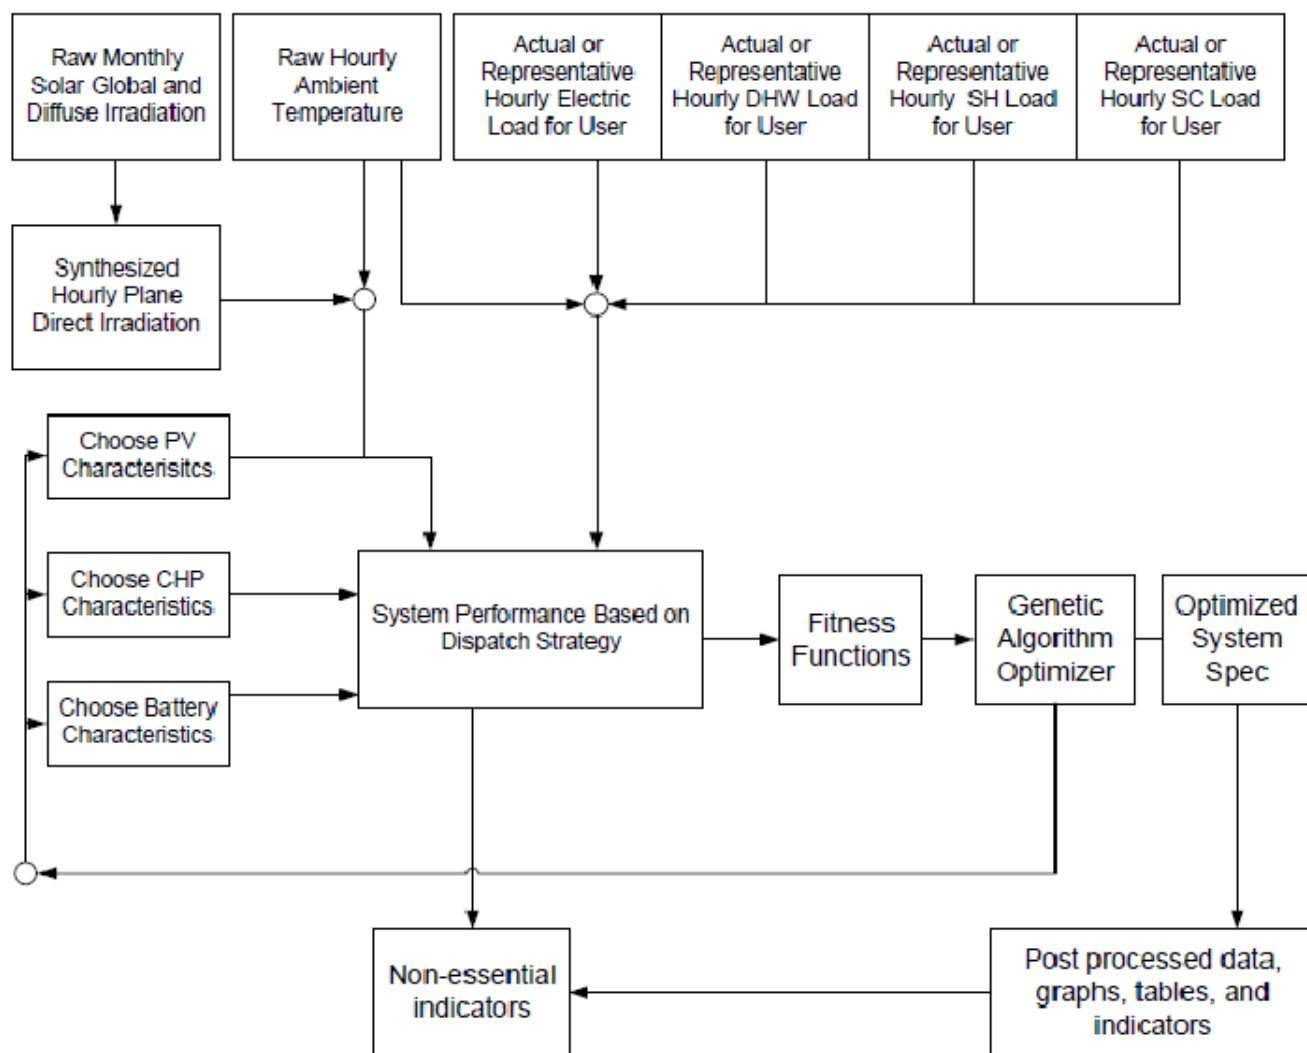 Raw Monthly
Solar Global and
Diffuse Irradiation
Raw Hourly
Ambient
Temperature
Actual or
Representative
Hourly Electric
Load for User
Actual or
Representative
Hourly DHW Load
for User
Actual or
Representative
Hourly SH Load
for User
Actual or
Representative
Hourly SC Load
for User
Synthesized
Hourly Plane
Direct Irradiation
Choose PV
Characterisitcs
Choose CHP
Characteristics
Choose Battery
Characteristics
System Performance Based on
Dispatch Strategy
Fitness
Functions
Genetic
Algorithm
Optimizer
Optimized
System
Spec
Non-essential
indicators
Post processed data,
graphs, tables, and
indicators